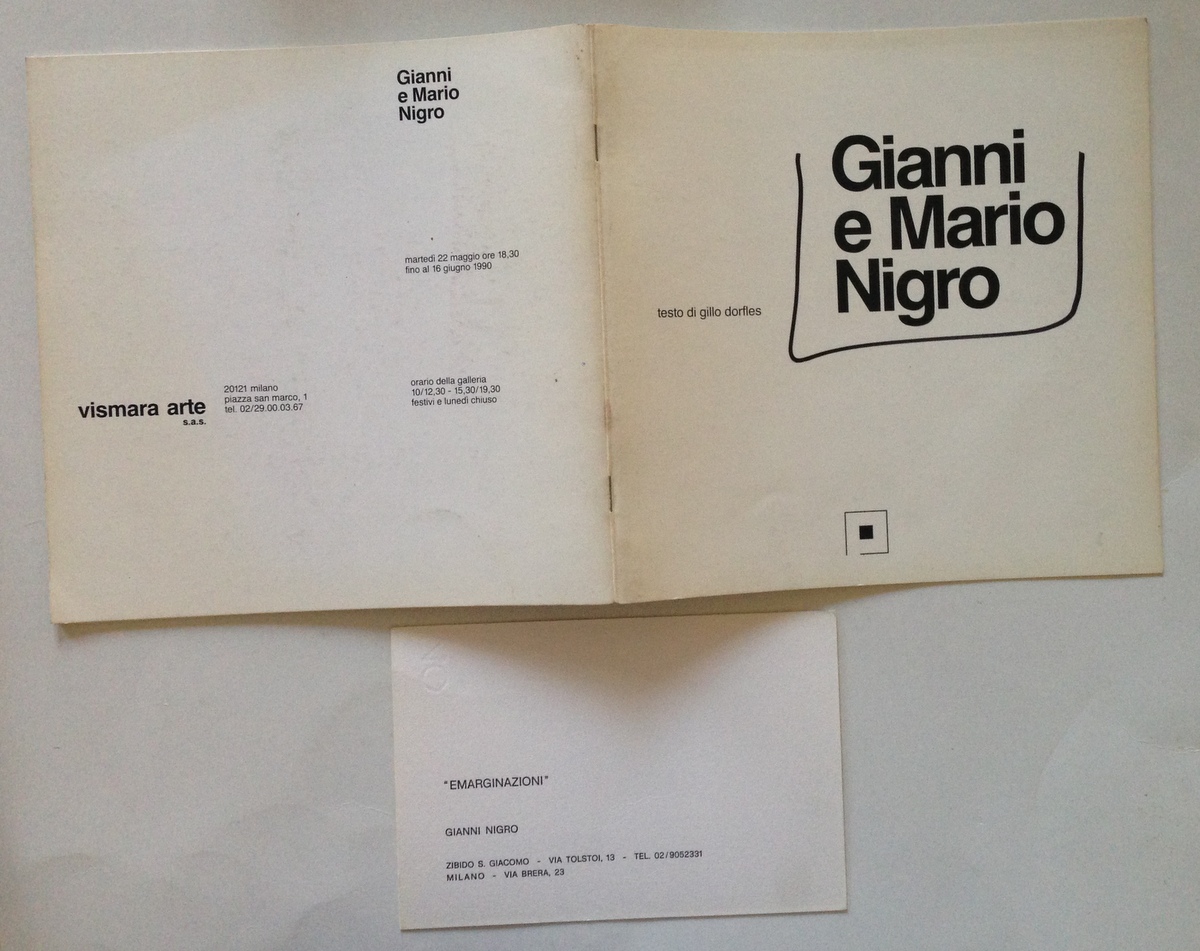 Gianni
e Mario
Nigro
martedì 22 maggio ore 18,30
fino al 16 giugno 1990
vismara arte
s.a.s.
20121 milano
piazza san marco, 1
tel. 02/29.00.03.67
orario della galleria
10/12,30 - 15,30/19,30
festivi e lunedì chiuso
Gianni
e Mario
Nigro
testo di gillo dorfles
"EMARGINAZIONI"
GIANNI NIGRO
ZIBIDO S. GIACOMO - VIA TOLSTOI, 13 - TEL. 02/9052331
MILANO - VIA BRERA, 23